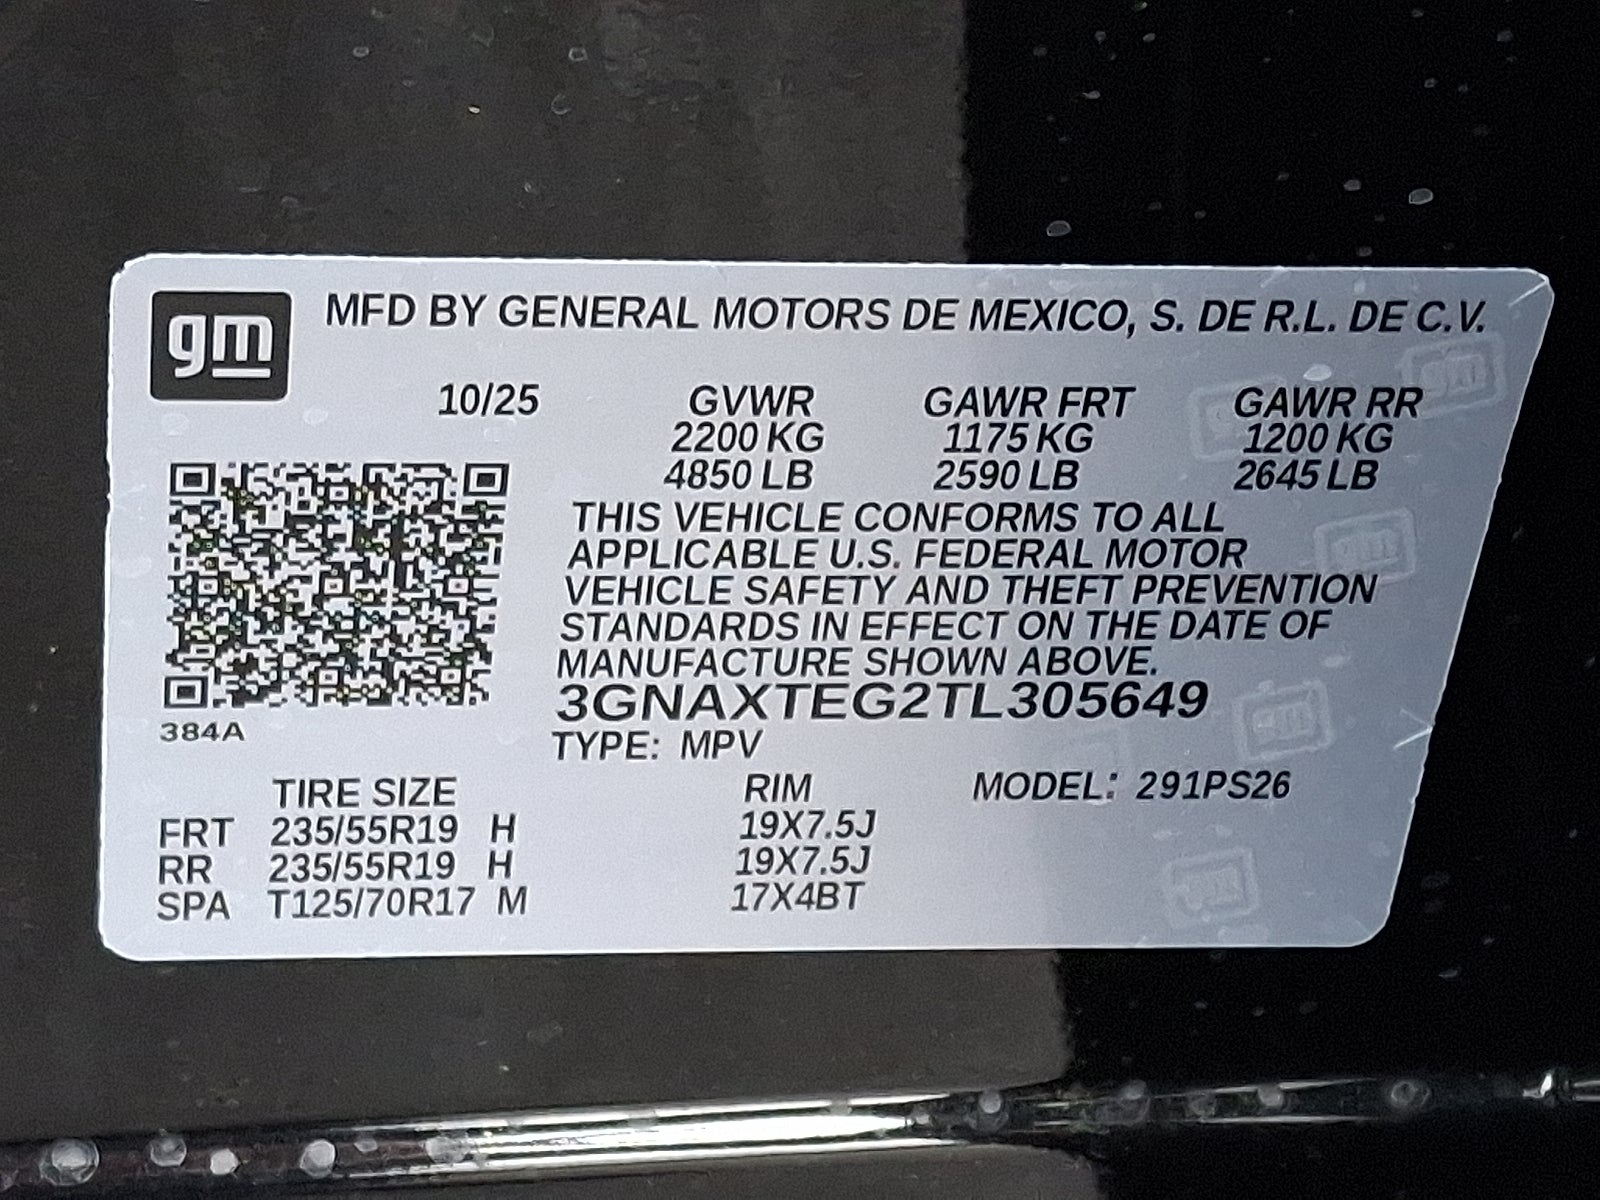 gm MFD BY GENERAL MOTORS DE MEXICO, S. DE R.L. DE C.V.
10/25 GVWR GAWR FRT GAWR RR
2200 KG 1175 KG 1200 KG
4850 LB 2590 LB 2645 LB
THIS VEHICLE CONFORMS TO ALL
APPLICABLE U.S. FEDERAL MOTOR
VEHICLE SAFETY AND THEFT PREVENTION
STANDARDS IN EFFECT ON THE DATE OF
MANUFACTURE SHOWN ABOVE.
3GNAXTEG2TL305649
384A
TYPE: MPV
TIRE SIZE RIM MODEL: 291PS26
FRT 235/55R19 H 19X7.5J
RR 235/55R19 H 19X7.5J
SPA T125/70R17 M 17X4BT